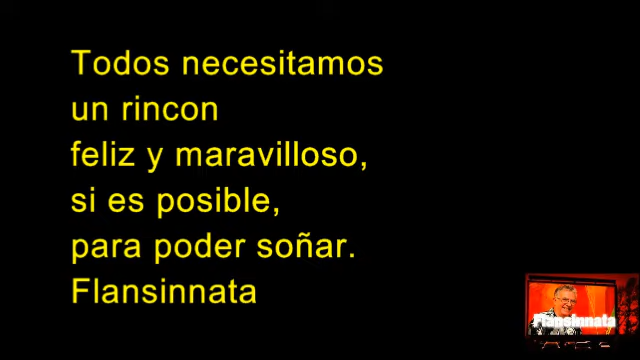 Todos necesitamos
un rincon
feliz y maravilloso,
si es posible,
para poder soñar.
Flansinnata
Flansinnata